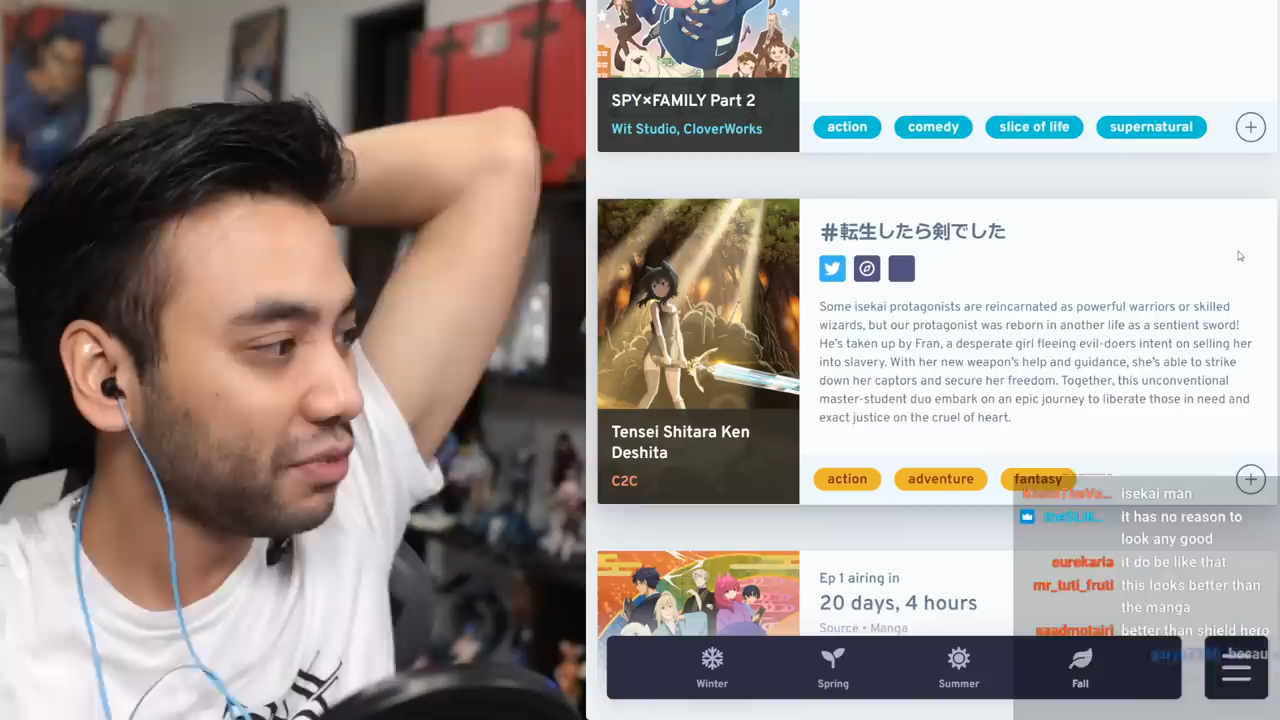 SPY×FAMILY Part 2
Wit Studio, CloverWorks
action
comedy
slice of life
supernatural
#転生したら剣でした
Some isekai protagonists are reincarnated as powerful warriors or skilled
wizards, but our protagonist was reborn in another life as a sentient sword!
He's taken up by Fran, a desperate girl fleeing evil-doers intent on selling her
into slavery. With her new weapon's help and guidance, she's able to strike
down her captors and secure her freedom. Together, this unconventional
master-student duo embark on an epic journey to liberate those in need and
exact justice on the cruel of heart.
Tensei Shitara Ken
Deshita
C2C
action
adventure
fantasy
isekai man
it has no reason to
look any good
eurekaria it do be like that
mr_tuti_fruti this looks better than
the manga
better than shield hero
becau
Ep 1 airing in
20 days, 4 hours
Source • Manga
Winter
Spring
Summer
Fall